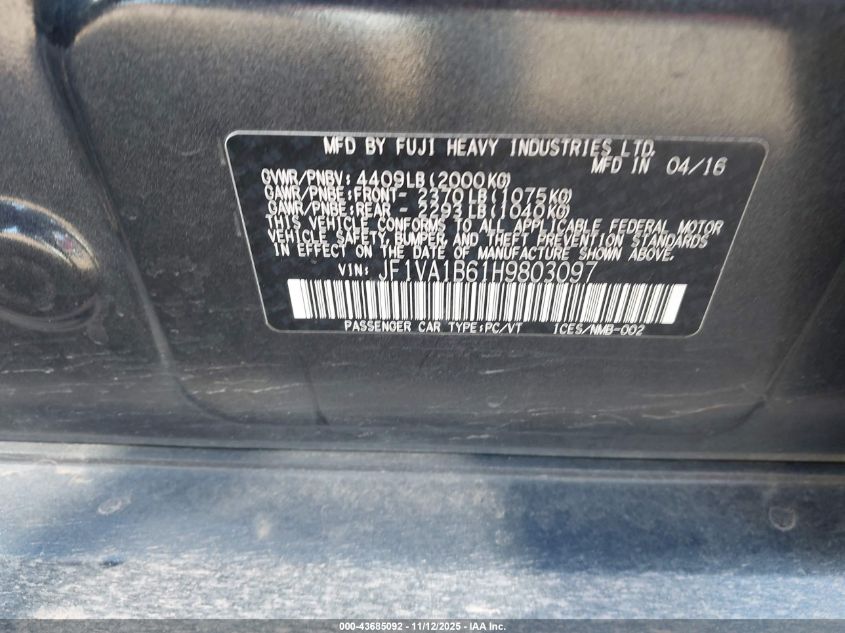 MFD BY FUJI HEAVY INDUSTRIES LTD.
MFD IN 04/16
GVWR/PNBV: 4409LB(2000KG)
GAWR/PNBE:FRONT- 2370LB(1075KG)
GAWR/PNBE:REAR - 2293LB(1040KG)
THIS VEHICLE CONFORMS TO ALL APPLICABLE FEDERAL MOTOR
VEHICLE SAFETY, BUMPER, AND THEFT PREVENTION STANDARDS
IN EFFECT ON THE DATE OF MANUFACTURE SHOWN ABOVE.
VIN: JF1VA1B61H9803097
PASSENGER CAR TYPE:PC/VT ICES/NMB-002
000-43685092 - 11/12/2025 - IAA Inc.